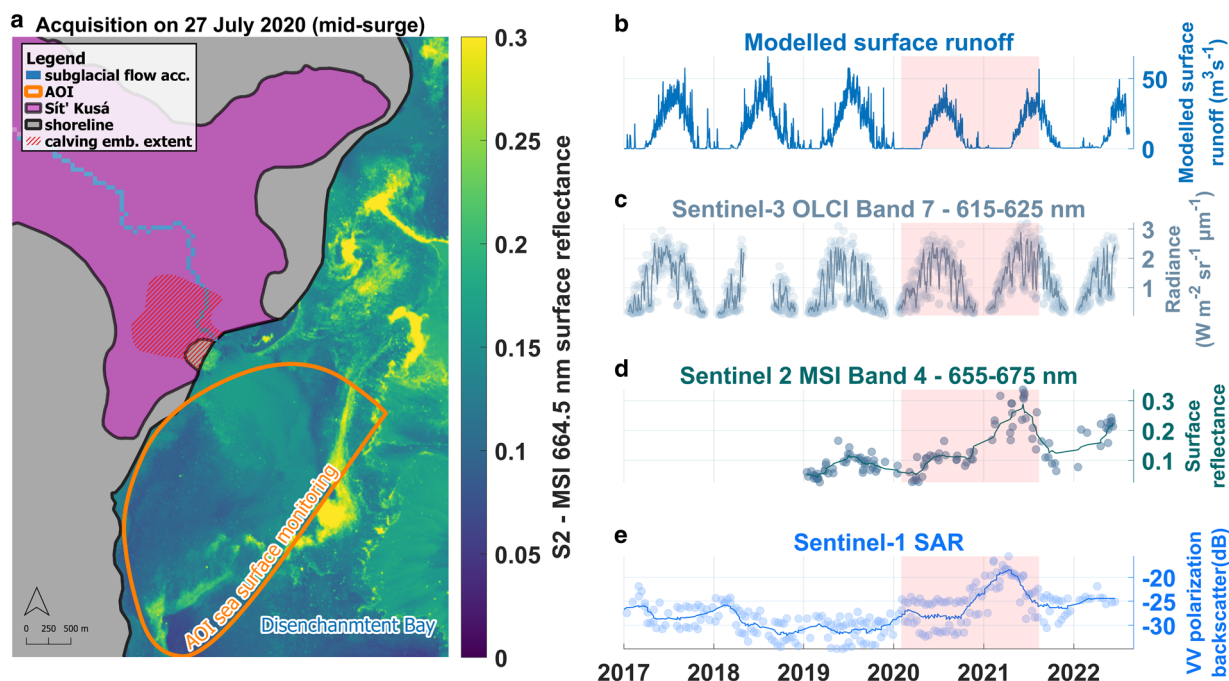 a Acquisition on 27 July 2020 (mid-surge)
Legend
subglacial flow acc.
AOI
Sít' Kusá
shoreline
calving emb. extent
AOI sea surface monitoring
Disenchanmtent Bay
0 250 500 m
0.3
0.25
0.2
0.15
0.1
0.05
0
S2 - MSI 664.5 nm surface reflectance
b
Modelled surface runoff
50
0
Modelled surface
runoff (m³s⁻¹)
c
Sentinel-3 OLCI Band 7 - 615-625 nm
3
2
1
Radiance
(W m⁻² sr⁻¹ µm⁻¹)
d
Sentinel 2 MSI Band 4 - 655-675 nm
0.3
0.2
0.1
Surface
reflectance
e
Sentinel-1 SAR
-20
-25
-30
VV polarization
backscatter(dB)
2017 2018 2019 2020 2021 2022